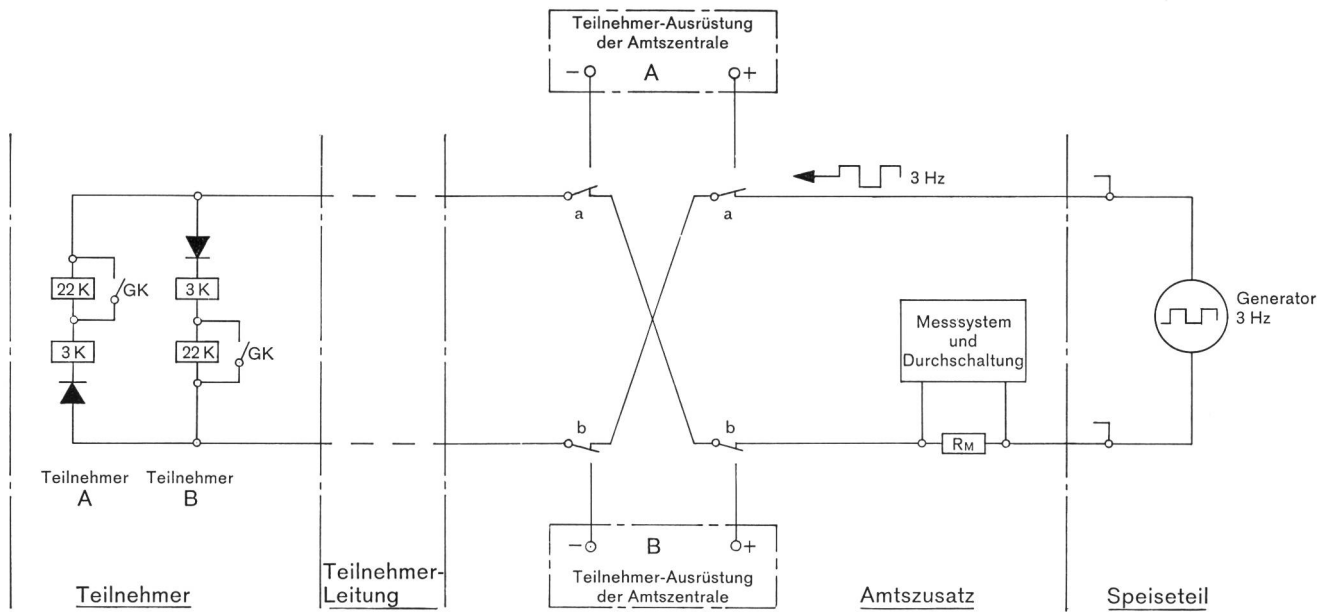 Teilnehmer-Ausrüstung
der Amtszentrale
− A +
3 Hz
a a
22 K GK
3 K
3 K
22 K GK
Messsystem
und
Durchschaltung
Generator
3 Hz
b b
RM
Teilnehmer
A
Teilnehmer
B
− B +
Teilnehmer-Ausrüstung
der Amtszentrale
Teilnehmer
Teilnehmer-
Leitung
Amtszusatz
Speiseteil